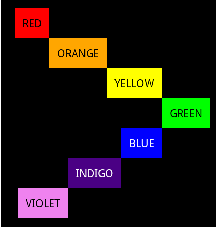 RED
ORANGE
YELLOW
GREEN
BLUE
INDIGO
VIOLET